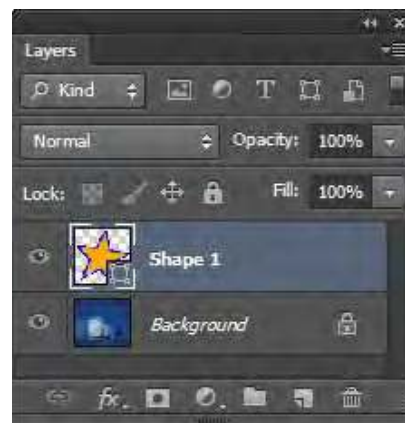 Layers
Kind
T
Normal Opacity: 100%
Lock: Fill: 100%
Shape 1
Background
fx.